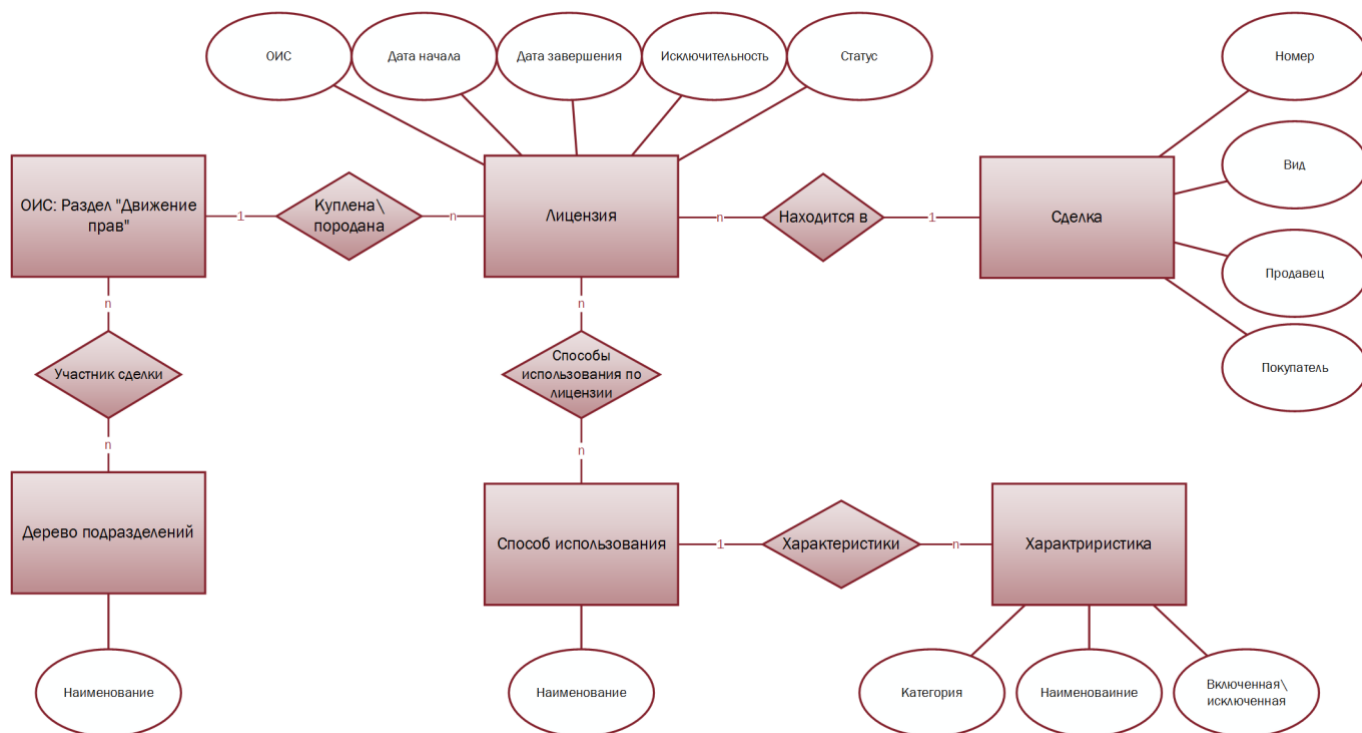 ОИС
Дата начала
Дата завершения
Исключительность
Статус
Номер
Вид
ОИС: Раздел "Движение
прав"
1
Куплена\
породана
n
Лицензия
n
Находится в
1
Сделка
Продавец
n
n
Участник сделки
Способы
использования по
лицензии
Покупатель
n
n
Дерево подразделений
Способ использования
1
Характеристики
n
Характриристика
Наименование
Наименование
Категория
Наименоваиние
Включенная\
исключенная